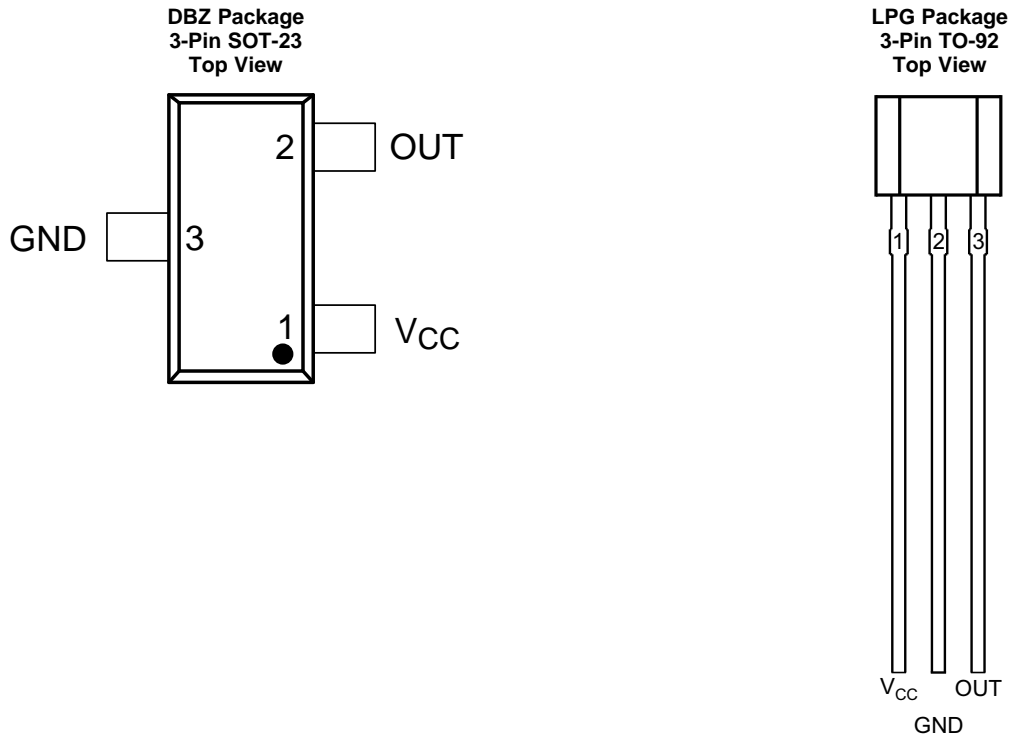 DBZ Package
3-Pin SOT-23
Top View
2 OUT
GND 3
1 VCC
LPG Package
3-Pin TO-92
Top View
1 2 3
VCC OUT
GND